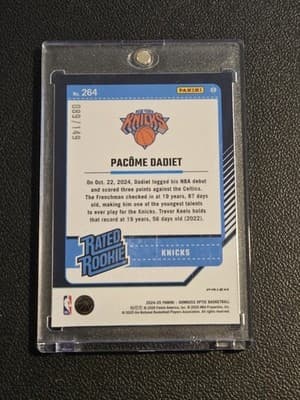 No. 264
PANINI
089/149
NEW YORK
KNICKS
PACÔME DADIET
On Oct. 22, 2024, Dadiet logged his NBA debut
and scored three points against the Celtics.
The Frenchman checked in at 19 years, 87 days
old, making him one of the youngest talents
to ever play for the Knicks. Trevor Keels holds
that record at 19 years, 56 days old (2022).
RATED
ROOKIE
KNICKS
2024-25 PANINI - DONRUSS OPTIC BASKETBALL